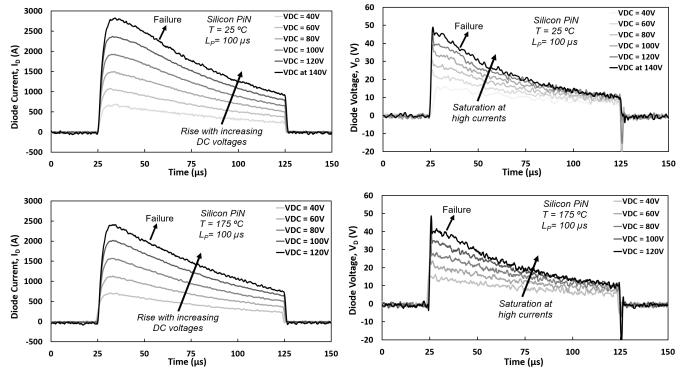 3000
2500
2000
1500
1000
500
0
-500
0
25
50
75
100
125
150
Diode Current, ID (A)
Time (µs)
Failure
Silicon PiN
T = 25 ºC
LP= 100 µs
VDC = 40V
VDC = 60V
VDC = 80V
VDC = 100V
VDC = 120V
VDC at 140V
Rise with increasing
DC voltages
60
50
40
30
20
10
0
-10
-20
0
25
50
75
100
125
150
Diode Voltage, VD (V)
Time (µs)
Failure
Silicon PiN
T = 25 ºC
LP= 100 µs
VDC = 40V
VDC = 60V
VDC = 80V
VDC = 100V
VDC = 120V
VDC at 140V
Saturation at
high currents
3000
2500
2000
1500
1000
500
0
-500
0
25
50
75
100
125
150
Diode Current, ID (A)
Time (µs)
Failure
Silicon PiN
T = 175 ºC
LP= 100 µs
VDC = 40V
VDC = 60V
VDC = 80V
VDC = 100V
VDC = 120V
Rise with increasing
DC voltages
60
50
40
30
20
10
0
-10
-20
0
25
50
75
100
125
150
Diode Voltage, VD (V)
Time (µs)
Failure
Silicon PiN
T = 175 ºC
LP= 100 µs
VDC = 40V
VDC = 60V
VDC = 80V
VDC = 100V
VDC = 120V
Saturation at
high currents